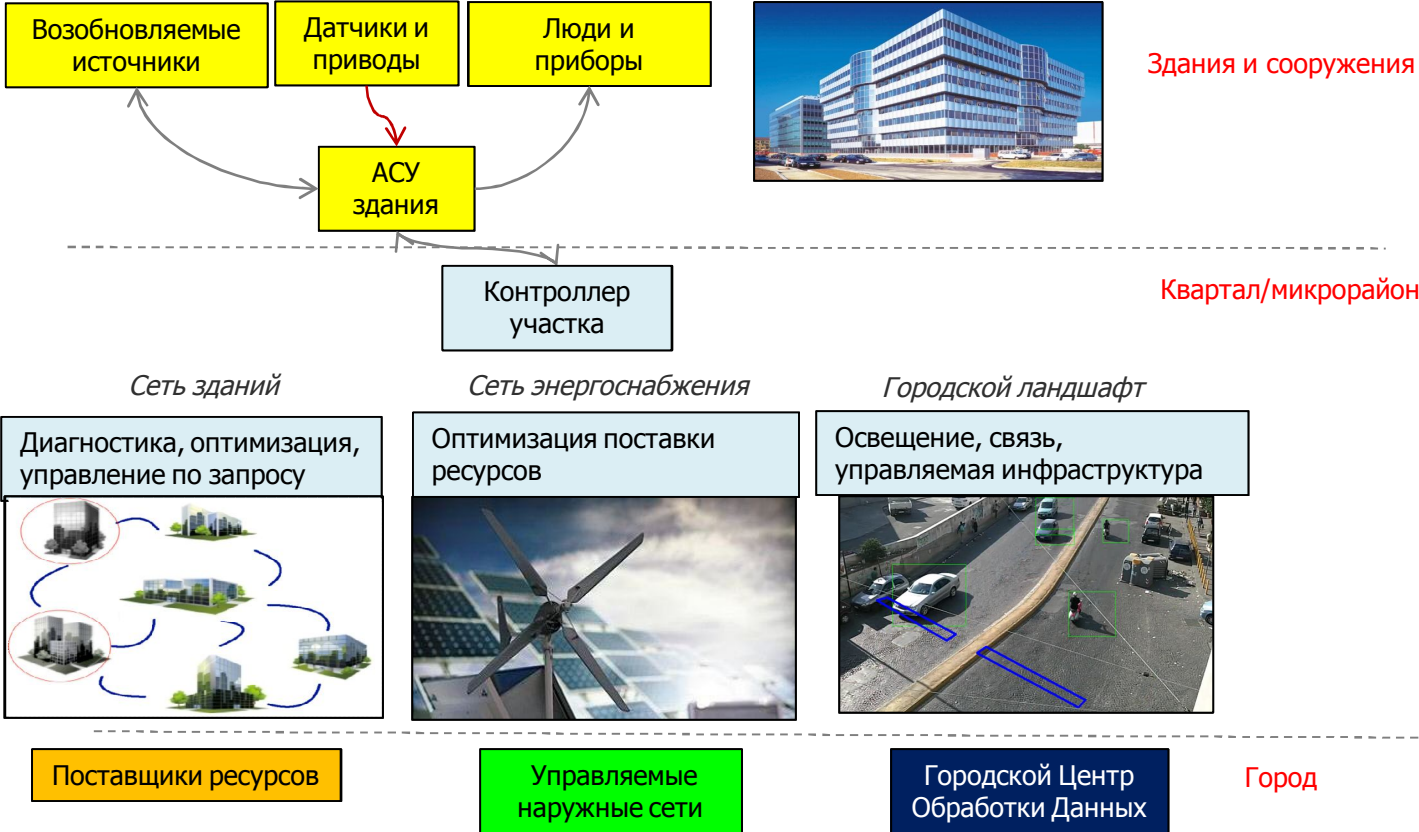 Возобновляемые
источники
Датчики и
приводы
Люди и
приборы
Здания и сооружения
АСУ
здания
Контроллер
участка
Квартал/микрорайон
Сеть зданий
Сеть энергоснабжения
Городской ландшафт
Диагностика, оптимизация,
управление по запросу
Оптимизация поставки
ресурсов
Освещение, связь,
управляемая инфраструктура
Поставщики ресурсов
Управляемые
наружные сети
Городской Центр
Обработки Данных
Город